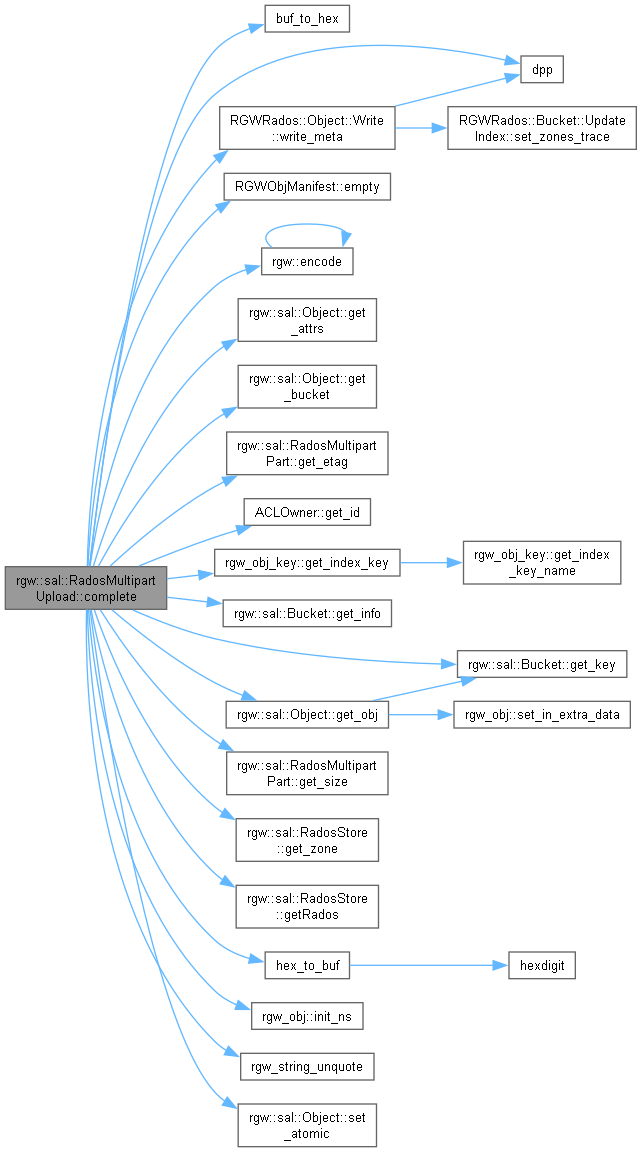 buf_to_hex
dpp
RGWRados::Object::Write
::write_meta
RGWRados::Bucket::Update
Index::set_zones_trace
RGWObjManifest::empty
rgw::encode
rgw::sal::Object::get
_attrs
rgw::sal::Object::get
_bucket
rgw::sal::RadosMultipart
Part::get_etag
ACLOwner::get_id
rgw_obj_key::get_index_key
rgw_obj_key::get_index
_key_name
rgw::sal::RadosMultipart
Upload::complete
rgw::sal::Bucket::get_info
rgw::sal::Bucket::get_key
rgw::sal::Object::get_obj
rgw_obj::set_in_extra_data
rgw::sal::RadosMultipart
Part::get_size
rgw::sal::RadosStore
::get_zone
rgw::sal::RadosStore
::getRados
hex_to_buf
hexdigit
rgw_obj::init_ns
rgw_string_unquote
rgw::sal::Object::set
_atomic